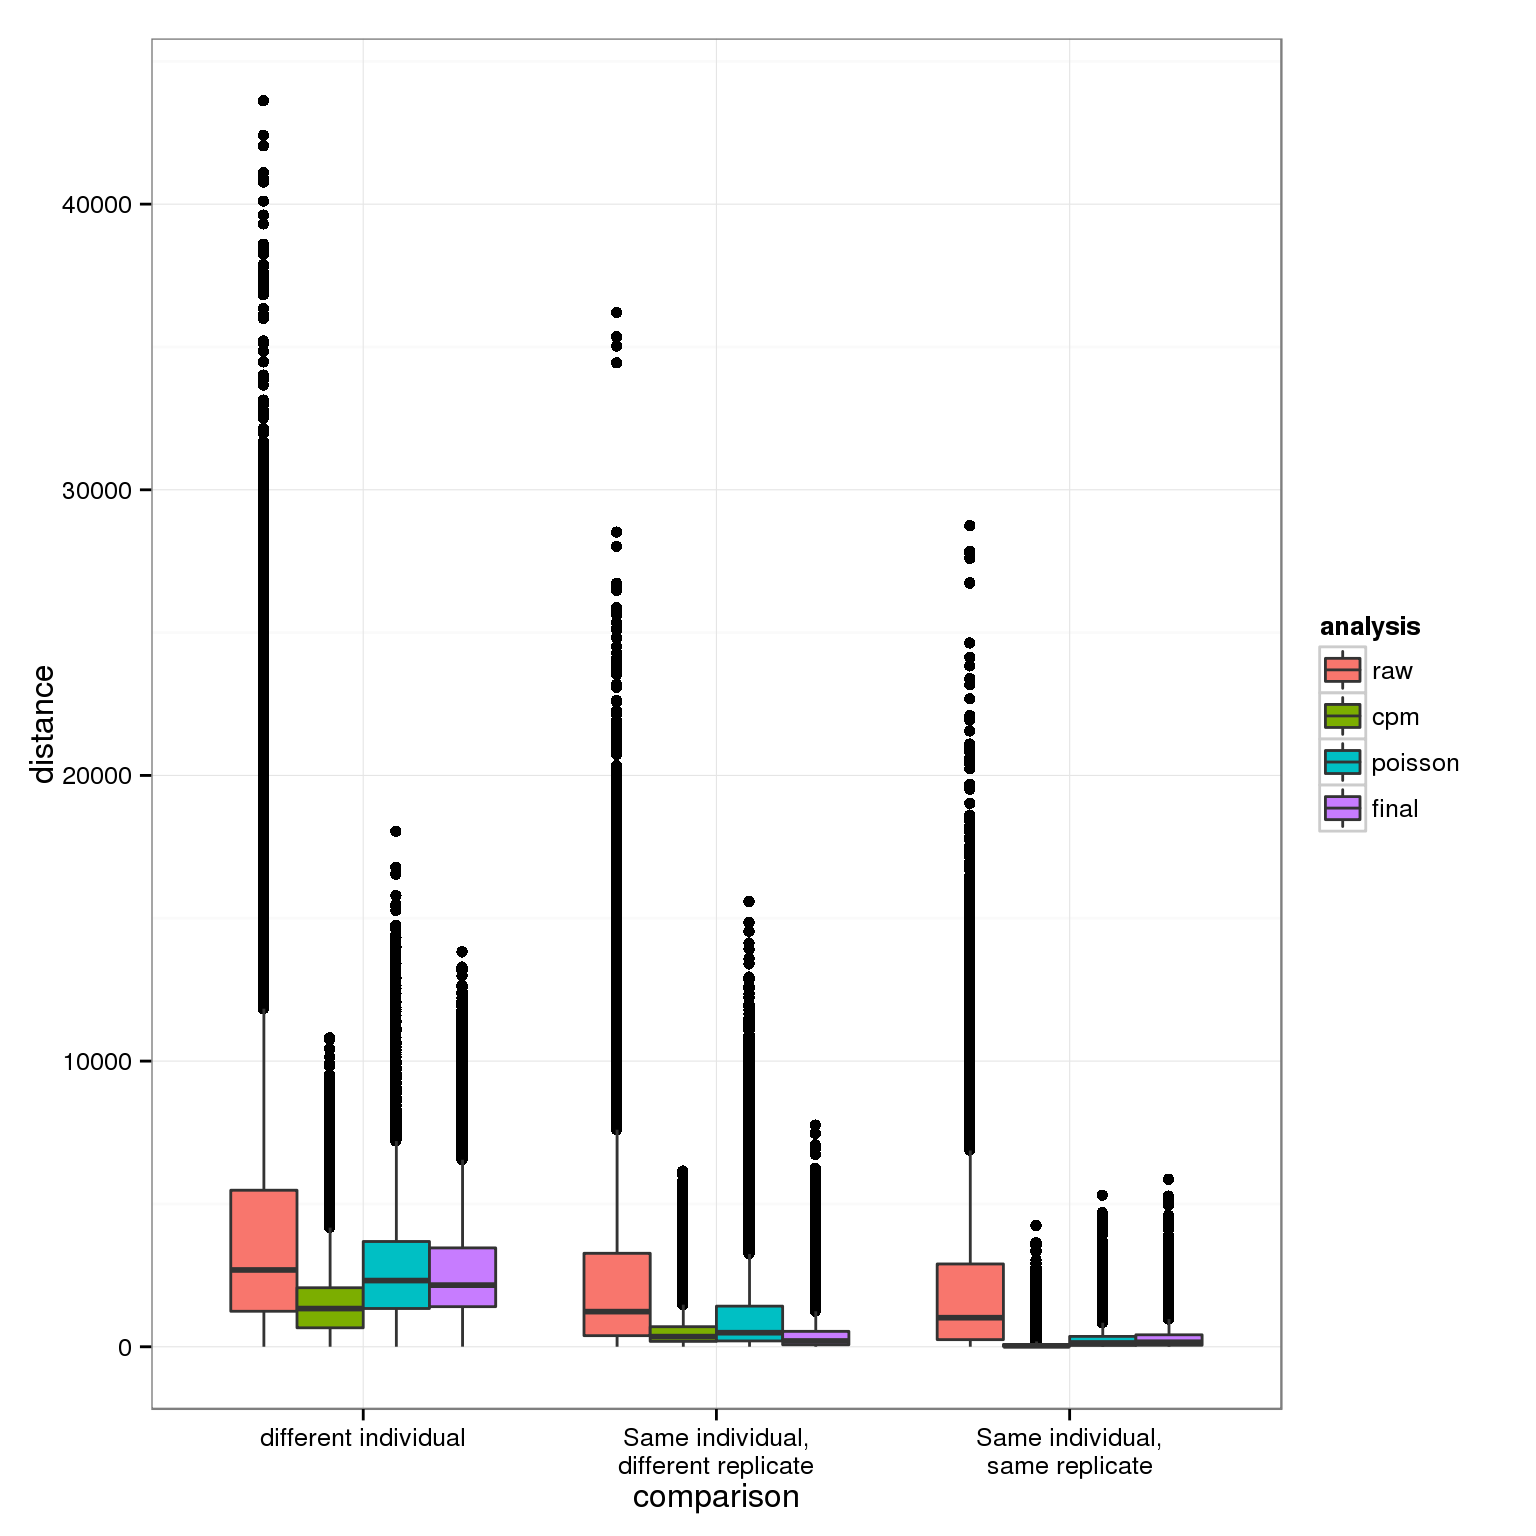 distance
40000
30000
20000
10000
0
different individual
Same individual,
different replicate
Same individual,
same replicate
comparison
analysis
raw
cpm
poisson
final